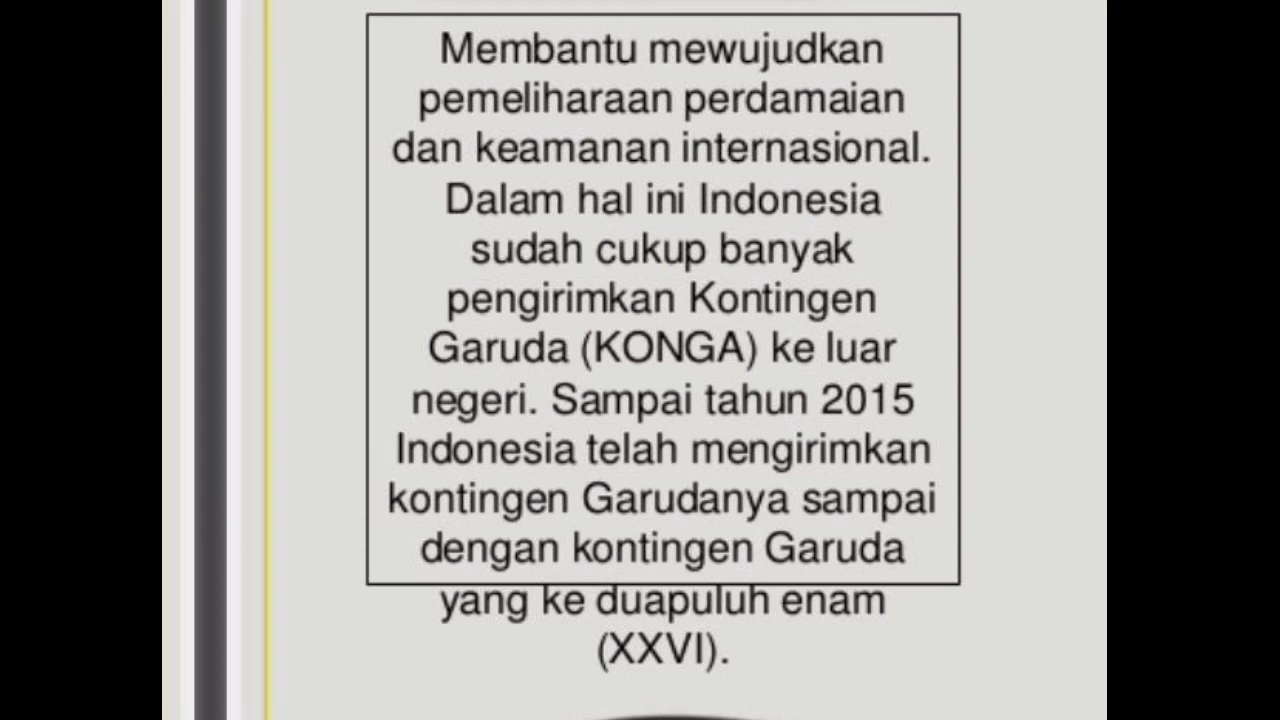 Membantu mewujudkan
pemeliharaan perdamaian
dan keamanan internasional.
Dalam hal ini Indonesia
sudah cukup banyak
pengirimkan Kontingen
Garuda (KONGA) ke luar
negeri. Sampai tahun 2015
Indonesia telah mengirimkan
kontingen Garudanya sampai
dengan kontingen Garuda
yang ke duapuluh enam
(XXVI).